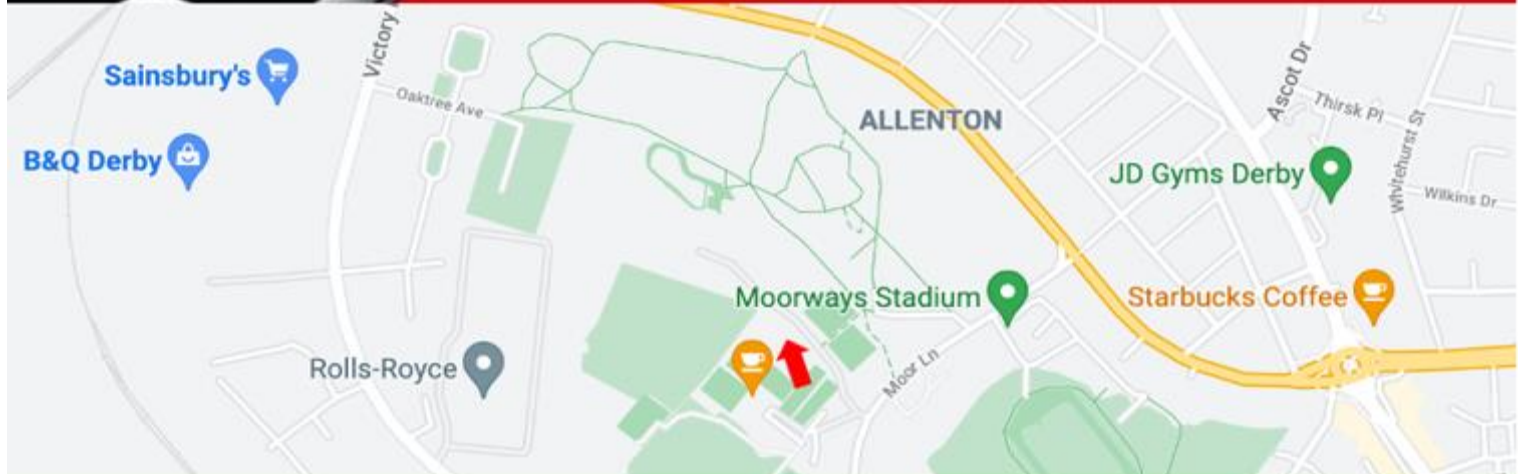 Victory
Sainsbury's
Oaktree Ave
B&Q Derby
ALLENTON
Ascot Dr
Thirsk Pl
Whitehurst St
JD Gyms Derby
Wilkins Dr
Moorways Stadium
Starbucks Coffee
Rolls-Royce
Moor Ln